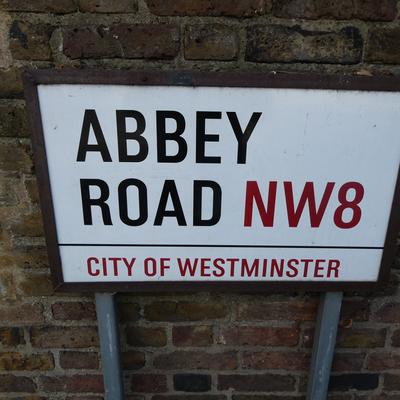 ABBEY
ROAD NW8
CITY OF WESTMINSTER